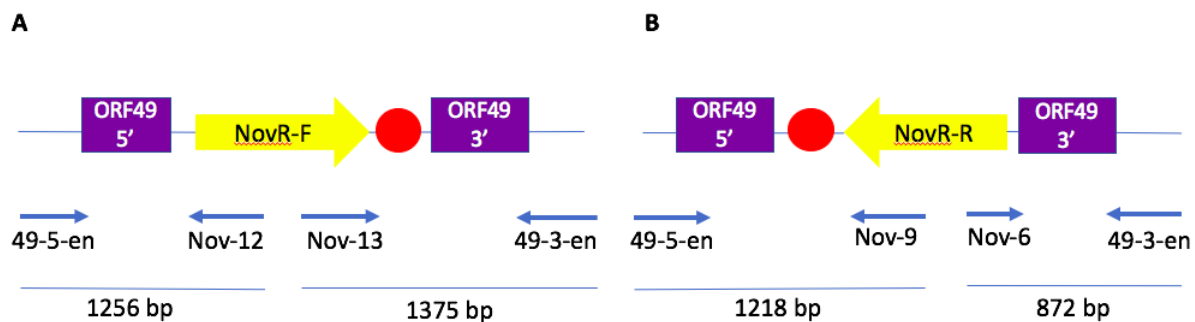 A
B
ORF49
5’
NovR-F
ORF49
3’
ORF49
5’
NovR-R
ORF49
3’
49-5-en
Nov-12
Nov-13
49-3-en
49-5-en
Nov-9
Nov-6
49-3-en
1256 bp
1375 bp
1218 bp
872 bp